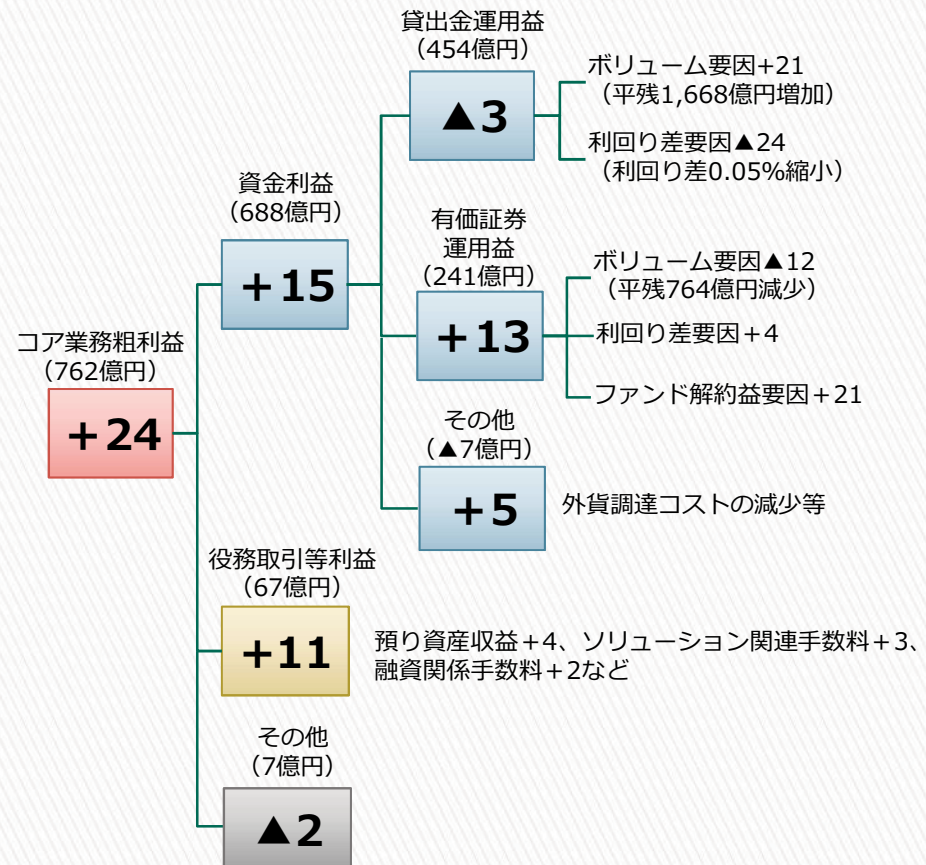 コア業務粗利益
（762億円）
＋24
資金利益
（688億円）
＋15
貸出金運用益
（454億円）
▲3
ボリューム要因+21
（平残1,668億円増加）
利回り差要因▲24
（利回り差0.05%縮小）
有価証券
運用益
（241億円）
＋13
ボリューム要因▲12
（平残764億円減少）
利回り差要因＋4
ファンド解約益要因＋21
その他
（▲7億円）
＋5
外貨調達コストの減少等
役務取引等利益
（67億円）
＋11
預り資産収益＋4、ソリューション関連手数料＋3、
融資関係手数料＋2など
その他
（7億円）
▲2